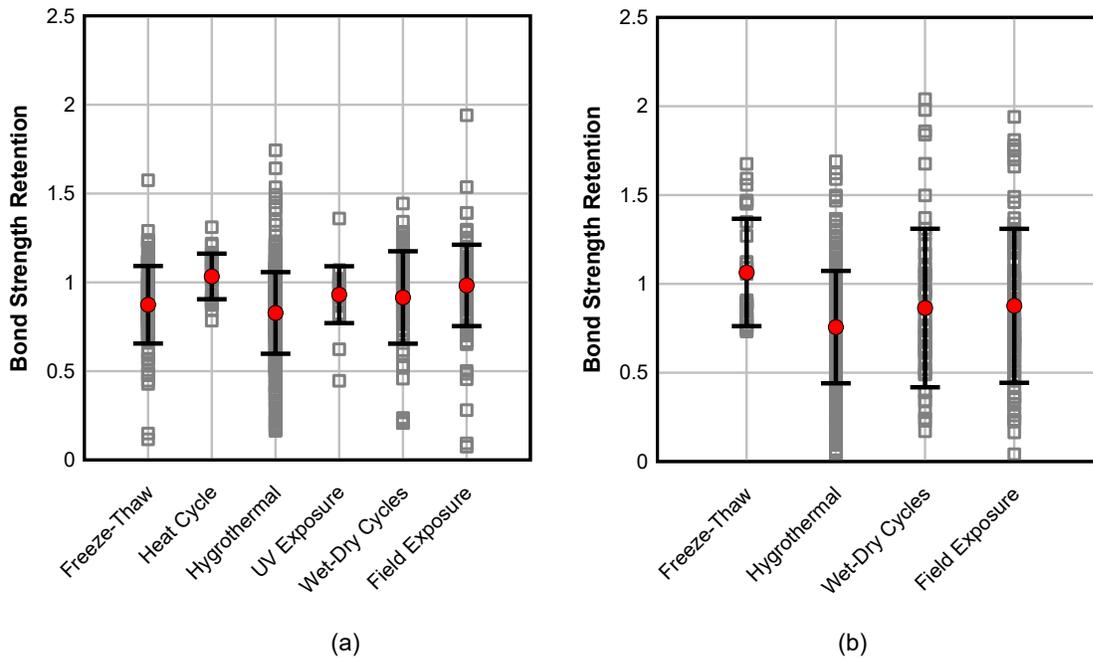 Bond Strength Retention
2.5
2
1.5
1
0.5
0
Freeze-Thaw
Heat Cycle
Hygrothermal
UV Exposure
Wet-Dry Cycles
Field Exposure
(a)
Bond Strength Retention
2.5
2
1.5
1
0.5
0
Freeze-Thaw
Hygrothermal
Wet-Dry Cycles
Field Exposure
(b)